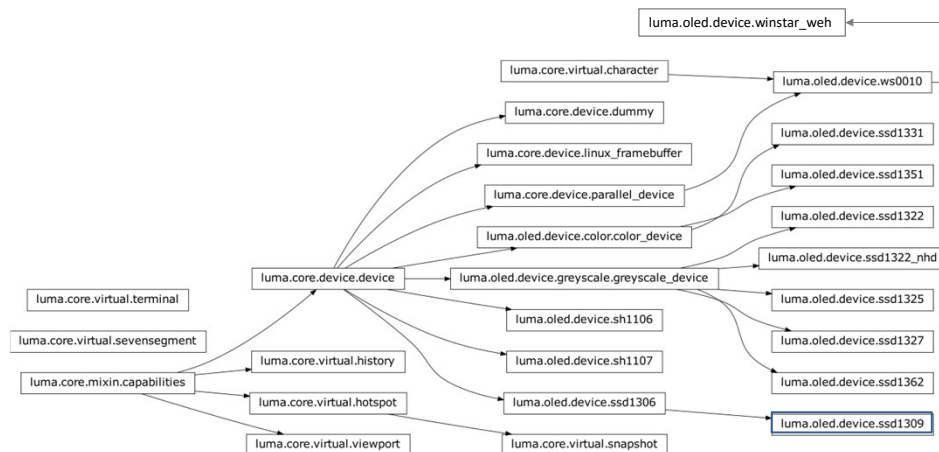 luma.oled.device.winstar_weh
luma.core.virtual.character
luma.oled.device.ws0010
luma.core.device.dummy
luma.oled.device.ssd1331
luma.core.device.linux_framebuffer
luma.oled.device.ssd1351
luma.core.device.parallel_device
luma.oled.device.ssd1322
luma.oled.device.color.color_device
luma.oled.device.ssd1322_nhd
luma.core.device.device
luma.oled.device.greyscale.greyscale_device
luma.core.virtual.terminal
luma.oled.device.ssd1325
luma.oled.device.sh1106
luma.core.virtual.sevensegment
luma.oled.device.ssd1327
luma.core.virtual.history
luma.oled.device.sh1107
luma.core.mixin.capabilities
luma.oled.device.ssd1362
luma.core.virtual.hotspot
luma.oled.device.ssd1306
luma.oled.device.ssd1309
luma.core.virtual.viewport
luma.core.virtual.snapshot